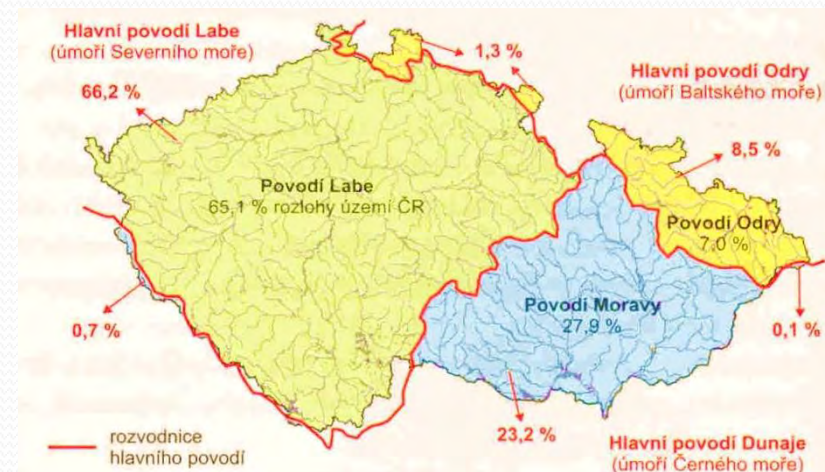 Hlavní povodí Labe
(úmoří Severního moře)
66,2 %
1,3 %
Hlavní povodí Odry
(úmoří Baltského moře)
8,5 %
Povodí Labe
65,1 % rozlohy území ČR
Povodí Odry
7,0 %
Povodí Moravy
27,9 %
0,7 %
0,1 %
23,2 %
rozvodnice
hlavního povodí
Hlavní povodí Dunaje
(úmoří Černého moře)